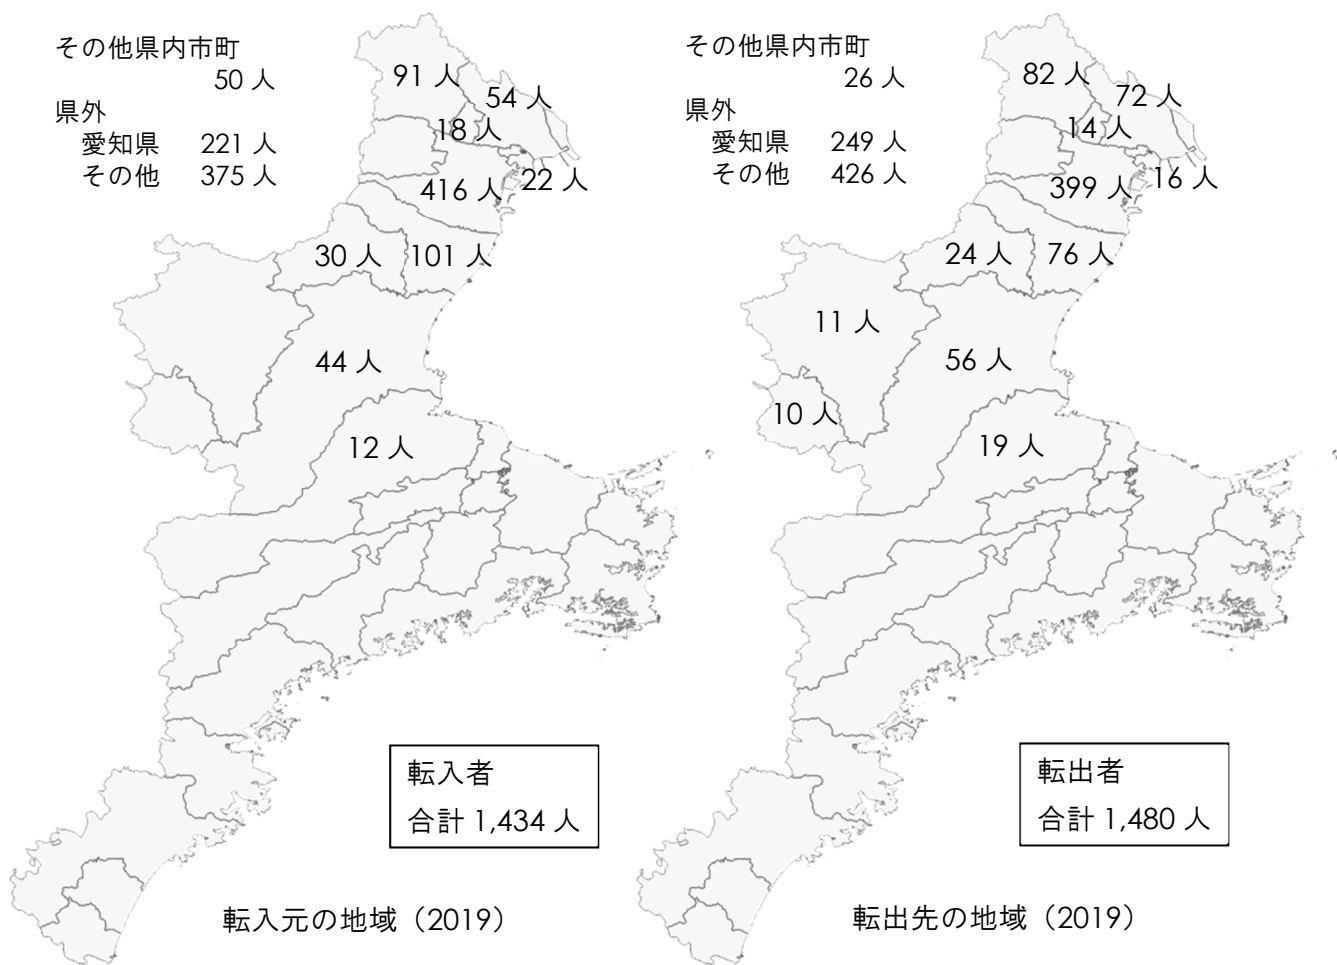 その他県内市町
50 人
県外
愛知県 221 人
その他 375 人
91 人
54 人
18 人
22 人
416 人
30 人
101 人
44 人
12 人
転入者
合計 1,434 人
転入元の地域（2019）
その他県内市町
26 人
県外
愛知県 249 人
その他 426 人
82 人
72 人
14 人
16 人
399 人
24 人
76 人
11 人
56 人
10 人
19 人
転出者
合計 1,480 人
転出先の地域（2019）